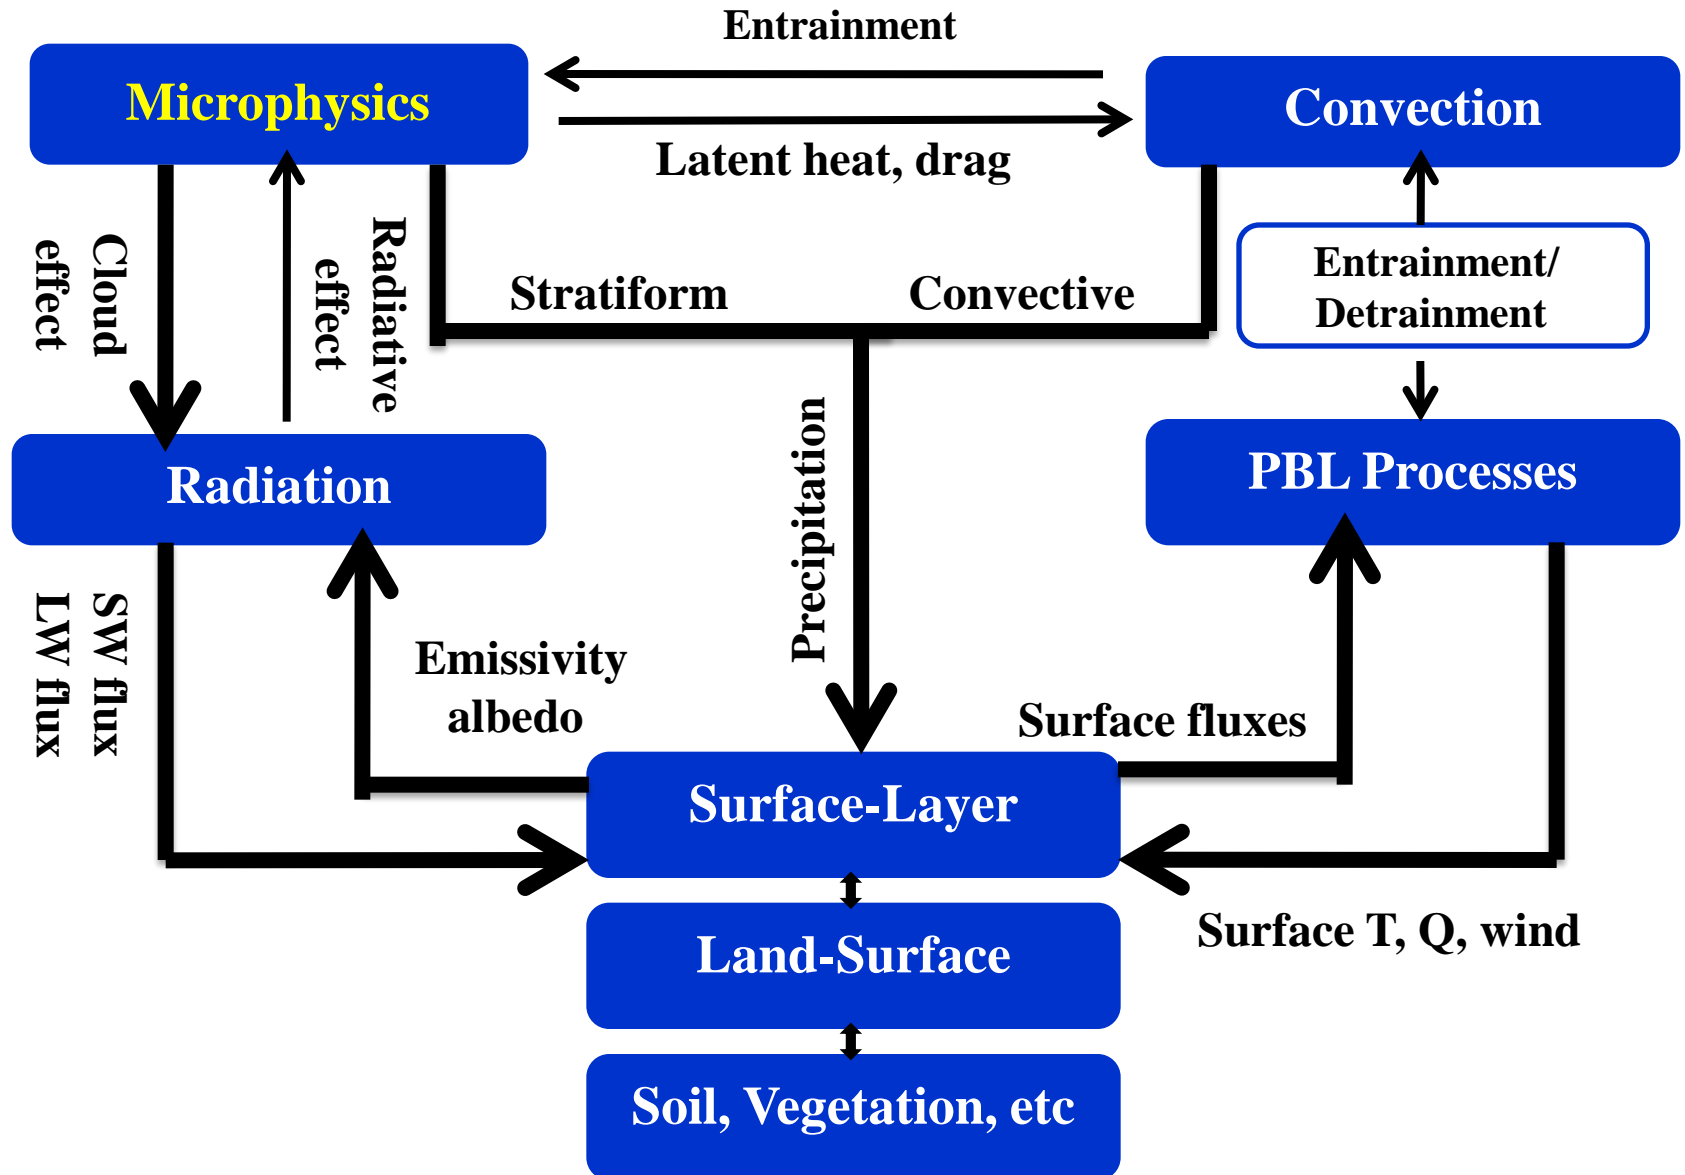 Entrainment
Microphysics
Convection
Latent heat, drag
Cloud
effect
Radiative
effect
Stratiform
Convective
Entrainment/
Detrainment
Radiation
PBL Processes
Precipitation
SW flux
LW flux
Emissivity
albedo
Surface fluxes
Surface-Layer
Surface T, Q, wind
Land-Surface
Soil, Vegetation, etc